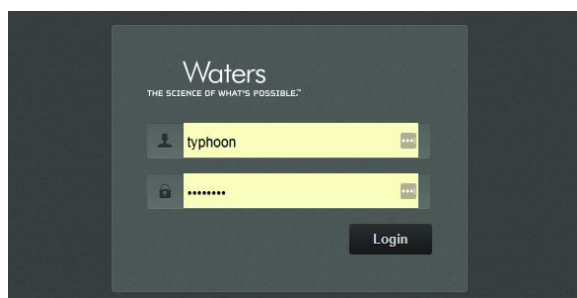 Waters
THE SCIENCE OF WHAT'S POSSIBLE.™
typhoon
••••••••
Login